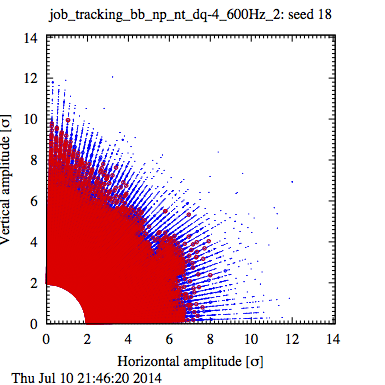 job_tracking_bb_np_nt_dq-4_600Hz_2: seed 18
14
12
10
8
6
4
2
0
Vertical amplitude [σ]
0 2 4 6 8 10 12 14
Horizontal amplitude [σ]
Thu Jul 10 21:46:20 2014